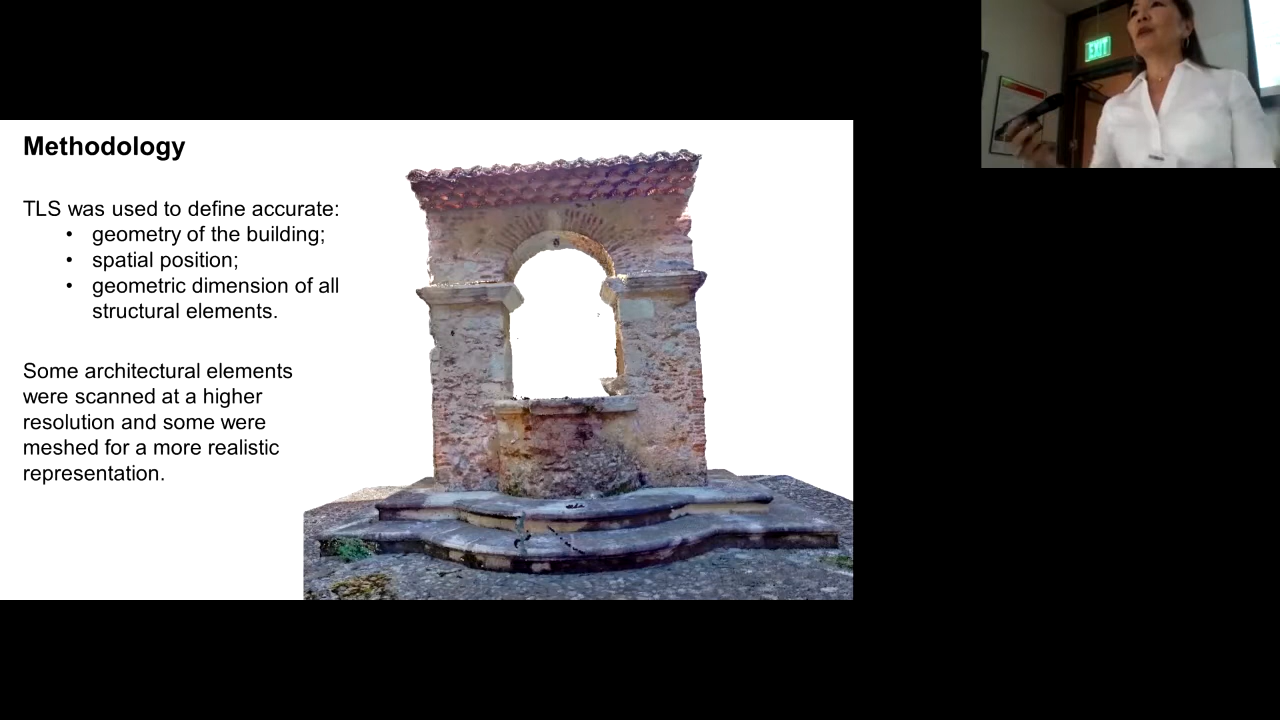 Methodology
TLS was used to define accurate:
• geometry of the building;
• spatial position;
• geometric dimension of all
structural elements.
Some architectural elements
were scanned at a higher
resolution and some were
meshed for a more realistic
representation.
EXIT